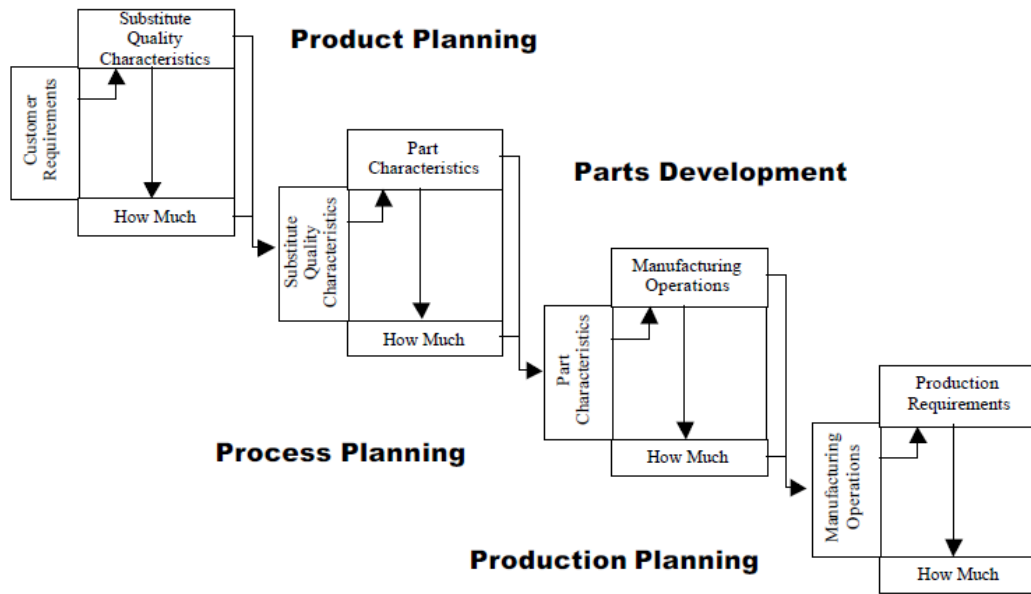 Substitute
Quality
Characteristics
Product Planning
Customer
Requirements
How Much
Part
Characteristics
Parts Development
Substitute
Quality
Characteristics
How Much
Manufacturing
Operations
Part
Characteristics
How Much
Process Planning
Production
Requirements
Manufacturing
Operations
How Much
Production Planning